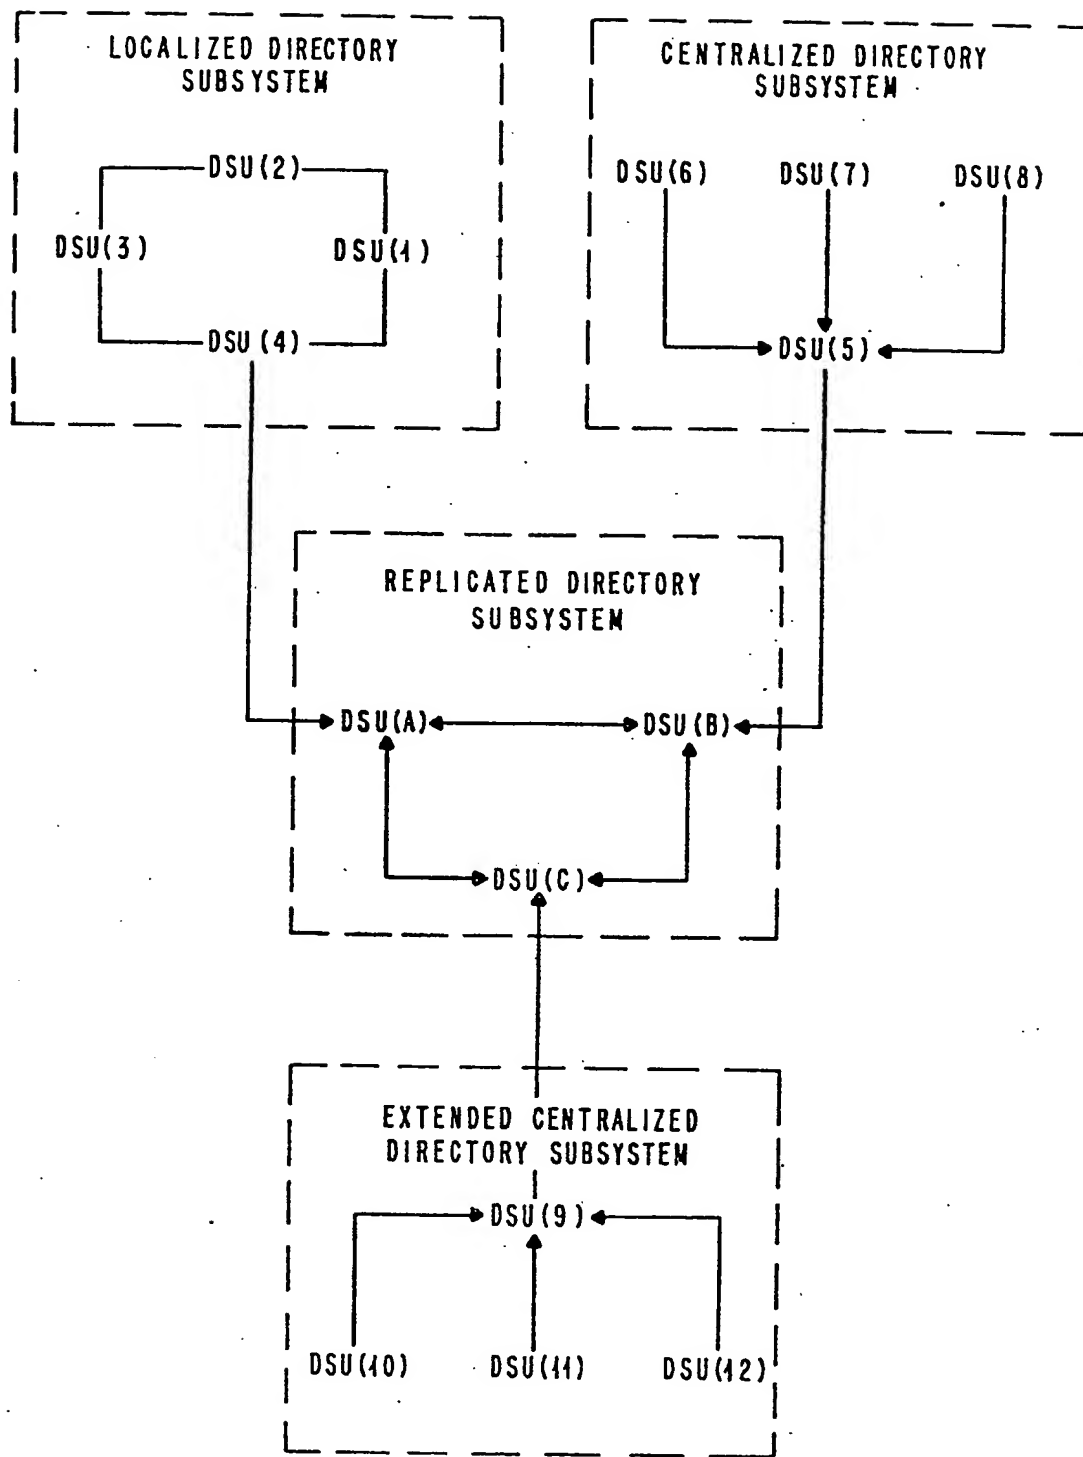 LOCALIZED DIRECTORY
SUBSYSTEM
DSU(2)
DSU(3)
DSU(1)
DSU(4)
CENTRALIZED DIRECTORY
SUBSYSTEM
DSU(6)
DSU(7)
DSU(8)
DSU(5)
REPLICATED DIRECTORY
SUBSYSTEM
DSU(A)
DSU(B)
DSU(C)
EXTENDED CENTRALIZED
DIRECTORY SUBSYSTEM
DSU(9)
DSU(10)
DSU(11)
DSU(12)